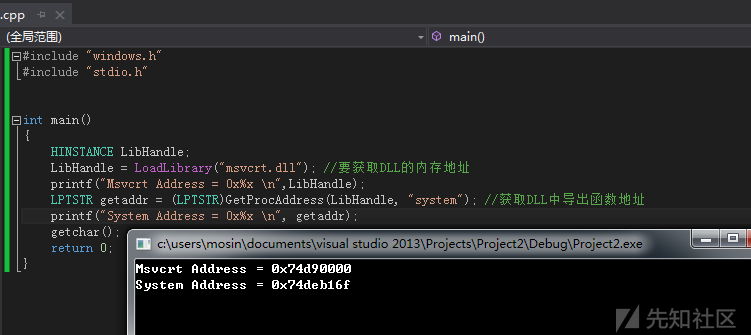 .cpp
(全局范围) main()
#include "windows.h"
#include "stdio.h"
int main()
{
HINSTANCE LibHandle;
LibHandle = LoadLibrary("msvcrt.dll"); //要获取DLL的内存地址
printf("Msvcrt Address = 0x%x \n",LibHandle);
LPTSTR getaddr = (LPTSTR)GetProcAddress(LibHandle, "system"); //获取DLL中导出函数地址
printf("System Address = 0x%x \n", getaddr);
getchar();
return 0;
}
c:\users\mosin\documents\visual studio 2013\Projects\Project2\Debug\Project2.exe
Msvcrt Address = 0x74d90000
System Address = 0x74deb16f
先知社区